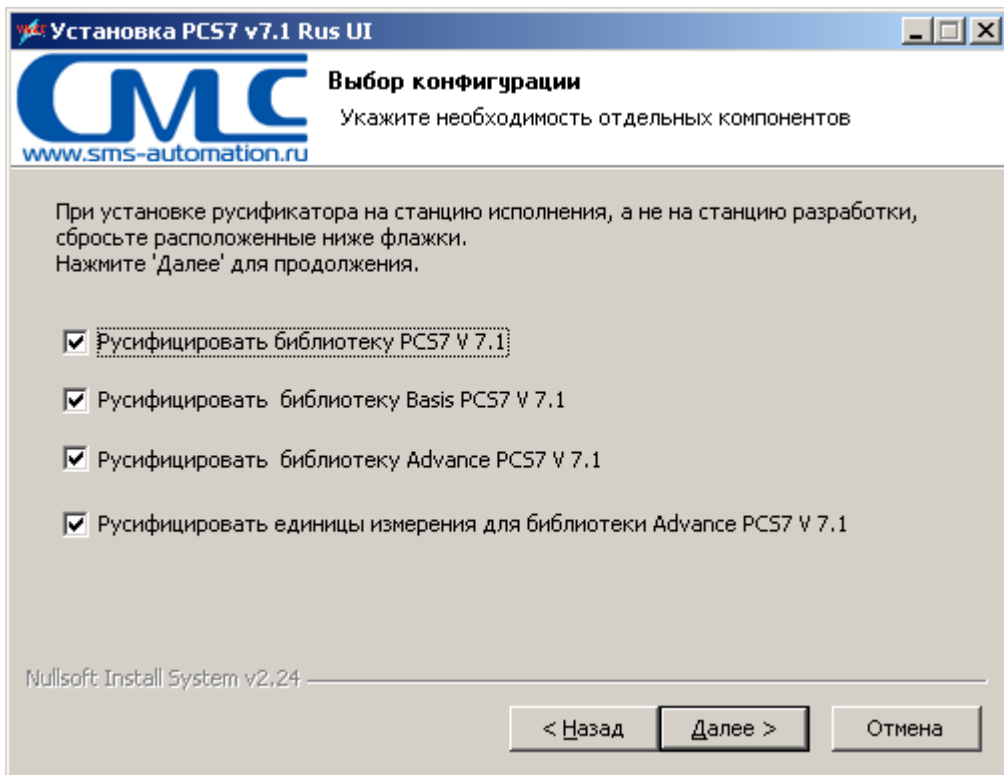 Установка PCS7 v7.1 Rus UI
СМС
www.sms-automation.ru
Выбор конфигурации
Укажите необходимость отдельных компонентов
При установке русификатора на станцию исполнения, а не на станцию разработки,
сбросьте расположенные ниже флажки.
Нажмите 'Далее' для продолжения.
Русифицировать библиотеку PCS7 V 7.1
Русифицировать библиотеку Basis PCS7 V 7.1
Русифицировать библиотеку Advance PCS7 V 7.1
Русифицировать единицы измерения для библиотеки Advance PCS7 V 7.1
Nullsoft Install System v2.24
< Назад
Далее >
Отмена